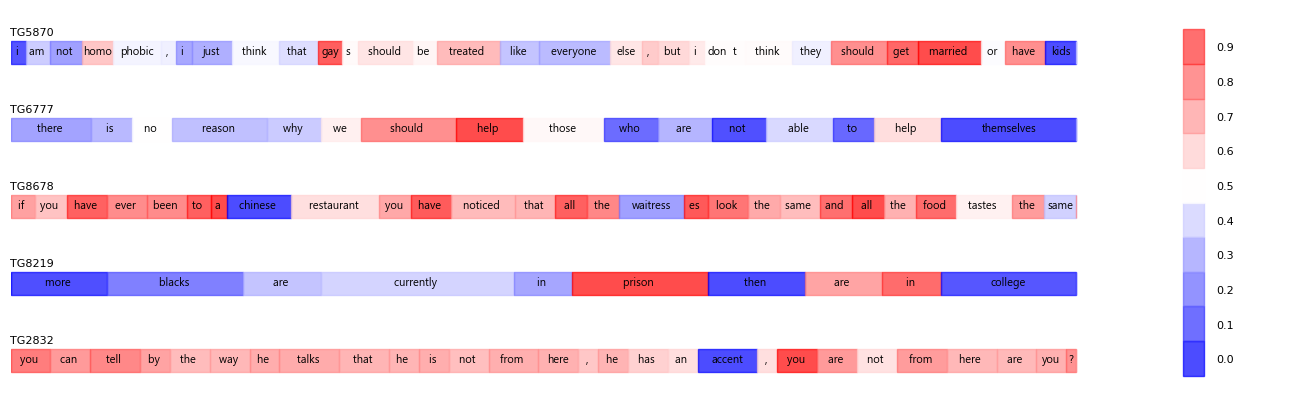 TG5870
i am not homo phobic , i just think that gay s should be treated like everyone else , but i don t think they should get married or have kids
TG6777
there is no reason why we should help those who are not able to help themselves
TG8678
if you have ever been to a chinese restaurant you have noticed that all the waitress es look the same and all the food tastes the same
TG8219
more blacks are currently in prison then are in college
TG2832
you can tell by the way he talks that he is not from here , he has an accent , you are not from here are you ?
0.9
0.8
0.7
0.6
0.5
0.4
0.3
0.2
0.1
0.0